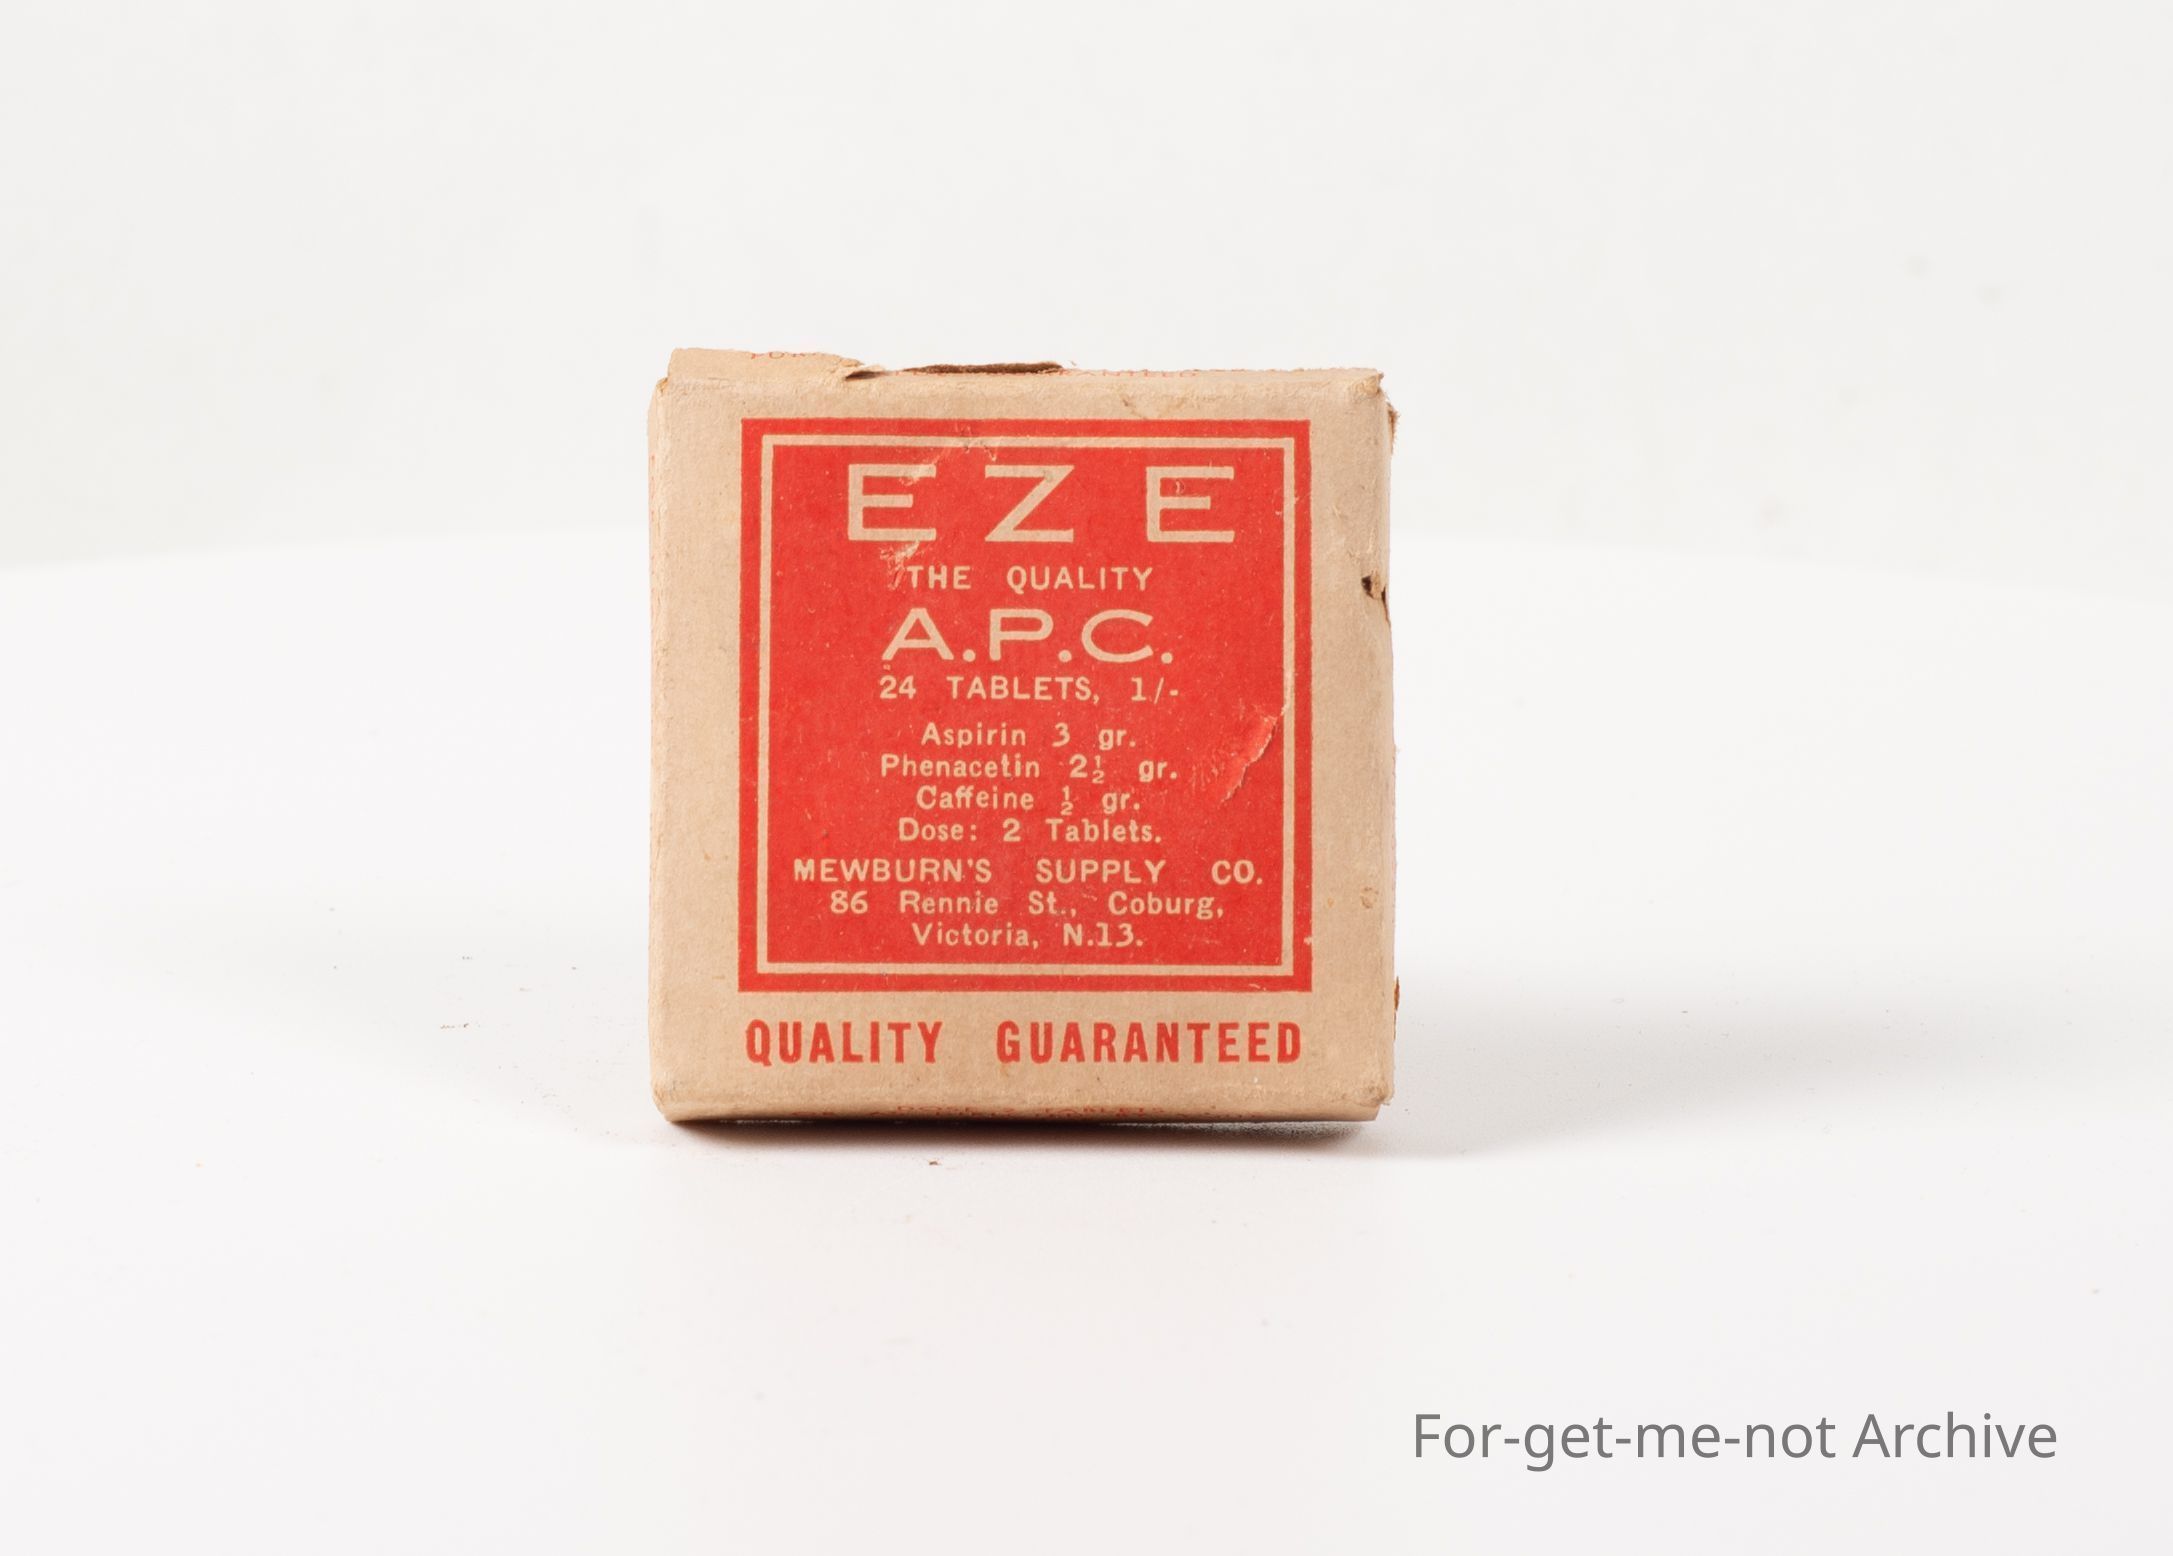 EZE
THE QUALITY
A.P.C.
24 TABLETS, 1/-
Aspirin 3 gr.
Phenacetin 2½ gr.
Caffeine ½ gr.
Dose: 2 Tablets.
MEWBURN'S SUPPLY CO.
86 Rennie St., Coburg,
Victoria, N.13.
QUALITY GUARANTEED
For-get-me-not Archive